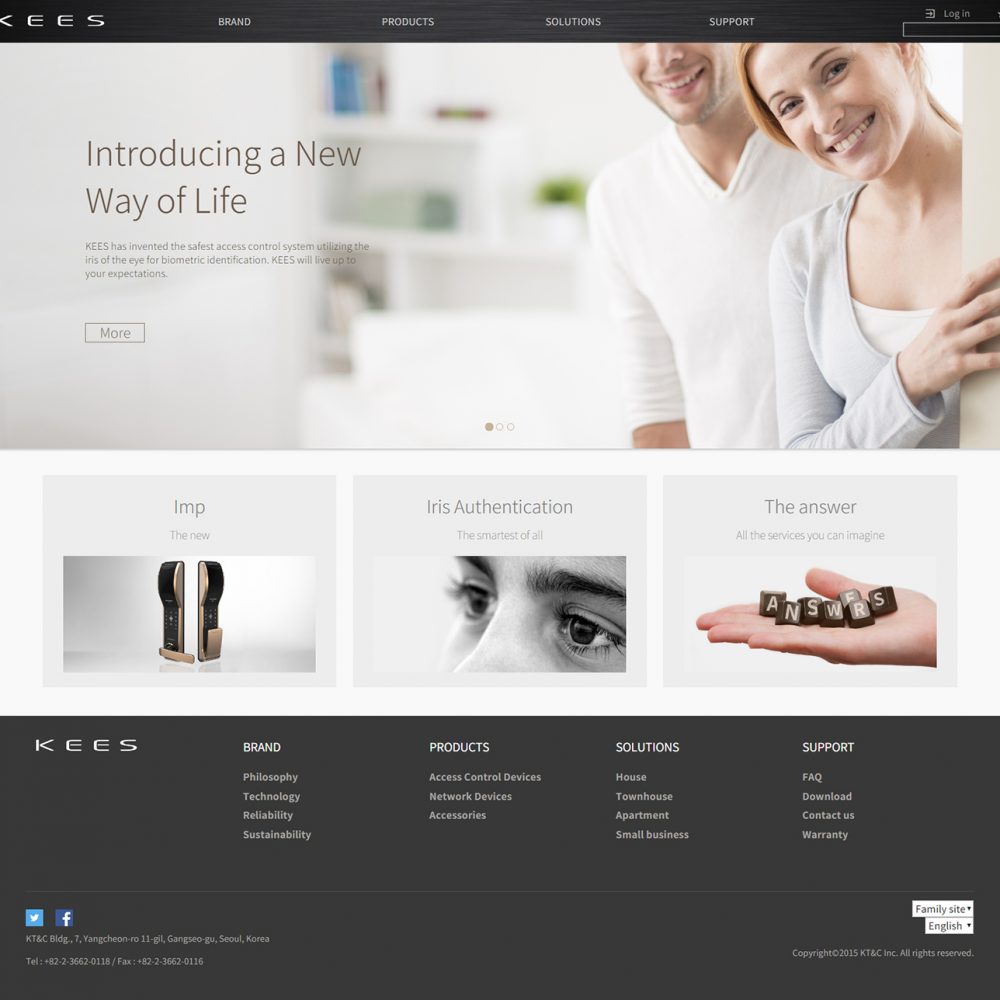 KEES
BRAND
PRODUCTS
SOLUTIONS
SUPPORT
Log in
Introducing a New
Way of Life
KEES has invented the safest access control system utilizing the
iris of the eye for biometric identification. KEES will live up to
your expectations.
More
Imp
The new
Iris Authentication
The smartest of all
The answer
All the services you can imagine
ANSWERS
KEES
BRAND
Philosophy
Technology
Reliability
Sustainability
PRODUCTS
Access Control Devices
Network Devices
Accessories
SOLUTIONS
House
Townhouse
Apartment
Small business
SUPPORT
FAQ
Download
Contact us
Warranty
Family site
English
KT&C Bldg., 7, Yangcheon-ro 11-gil, Gangseo-gu, Seoul, Korea
Tel : +82-2-3662-0118 / Fax : +82-2-3662-0116
Copyright©2015 KT&C Inc. All rights reserved.